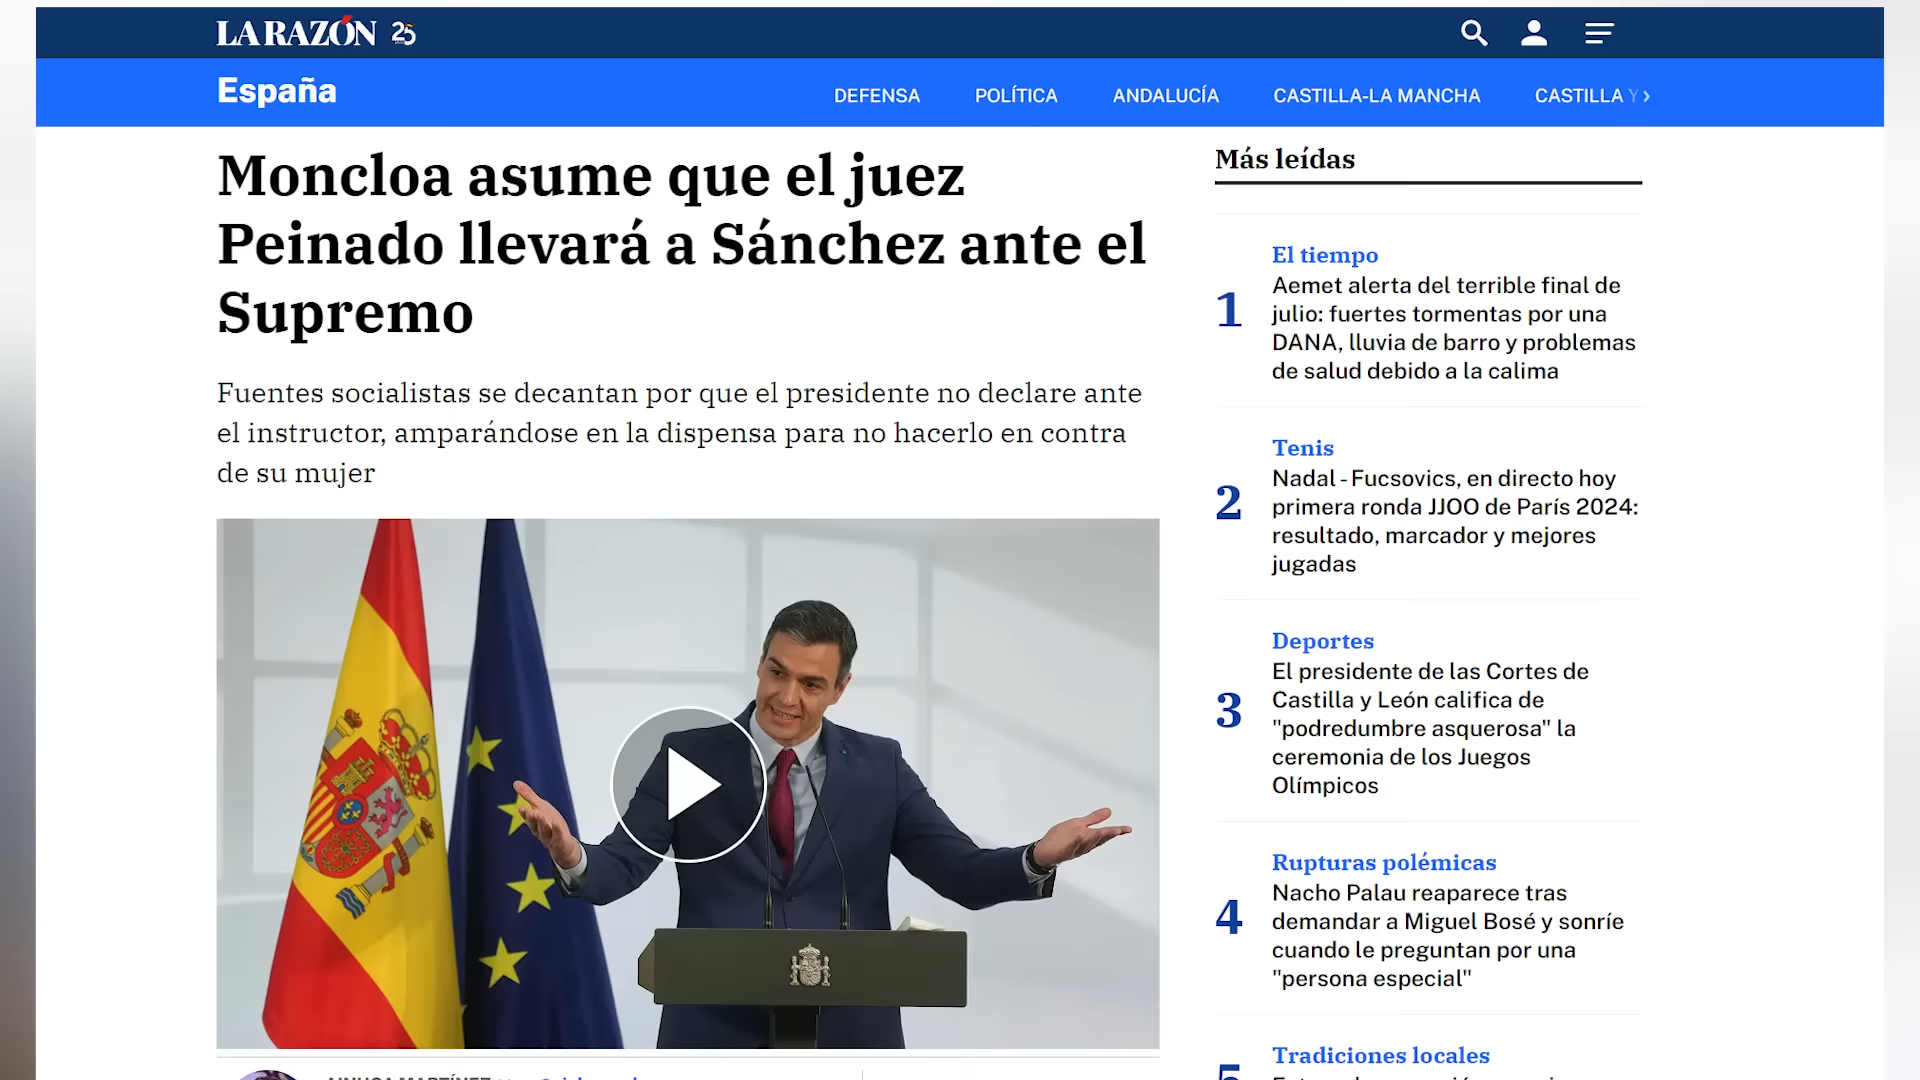 LA RAZÓN 25
España
DEFENSA
POLÍTICA
ANDALUCÍA
CASTILLA-LA MANCHA
CASTILLA Y
Moncloa asume que el juez
Peinado llevará a Sánchez ante el
Supremo
Fuentes socialistas se decantan por que el presidente no declare ante
el instructor, amparándose en la dispensa para no hacerlo en contra
de su mujer
Más leídas
1
El tiempo
Aemet alerta del terrible final de
julio: fuertes tormentas por una
DANA, lluvia de barro y problemas
de salud debido a la calima
2
Tenis
Nadal - Fucsovics, en directo hoy
primera ronda JJOO de París 2024:
resultado, marcador y mejores
jugadas
3
Deportes
El presidente de las Cortes de
Castilla y León califica de
"podredumbre asquerosa" la
ceremonia de los Juegos
Olímpicos
4
Rupturas polémicas
Nacho Palau reaparece tras
demandar a Miguel Bosé y sonríe
cuando le preguntan por una
"persona especial"
5
Tradiciones locales